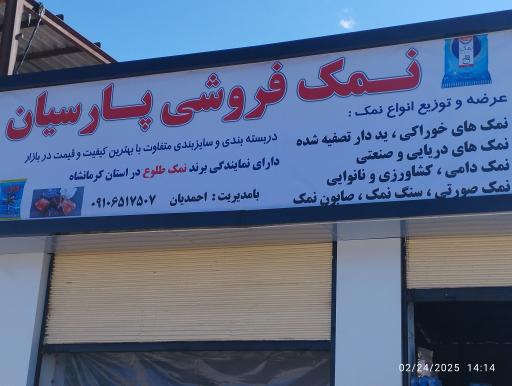 نمک فروشی پارسیان
عرضه و توزیع انواع نمک :
نمک های خوراکی ، ید دار تصفیه شده
نمک های دریایی و صنعتی
نمک دامی ، کشاورزی و نانوایی
نمک صورتی ، سنگ نمک ، صابون نمک
دربسته بندی و سایزبندی متفاوت با بهترین کیفیت و قیمت در بازار
دارای نمایندگی برند نمک طلوع در استان کرمانشاه
بامدیریت : احمدیان ۰۹۱۰۶۵۱۷۵۰۷
02/24/2025 14:14